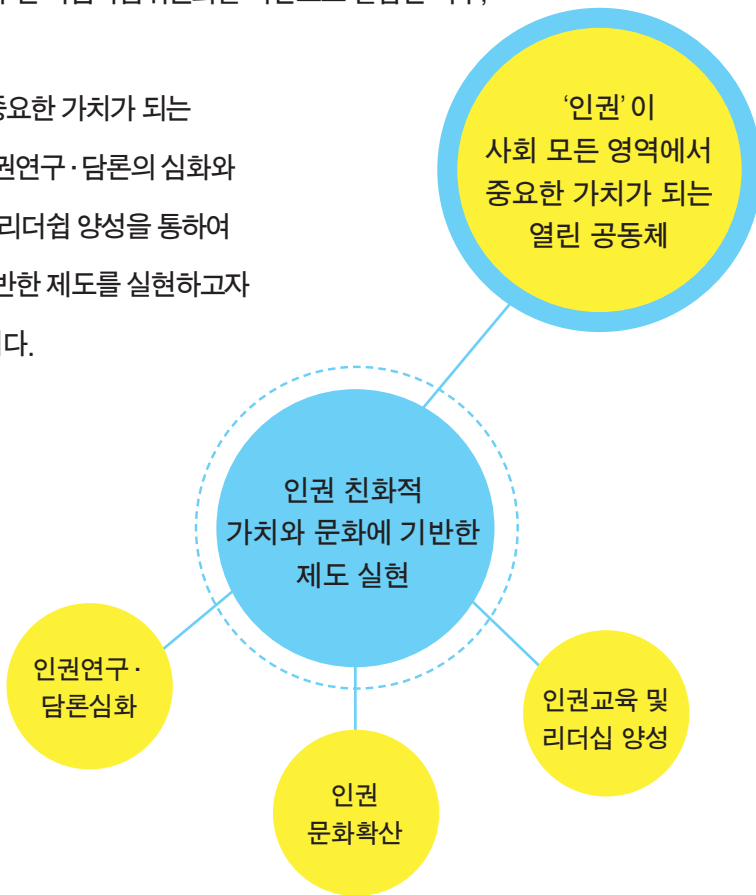 중요한 가치가 되는
권연구·담론의 심화와
리더쉽 양성을 통하여
반한 제도를 실현하고자
다.
‘인권’이
사회 모든 영역에서
중요한 가치가 되는
열린 공동체
인권 친화적
가치와 문화에 기반한
제도 실현
인권연구·
담론심화
인권
문화확산
인권교육 및
리더십 양성